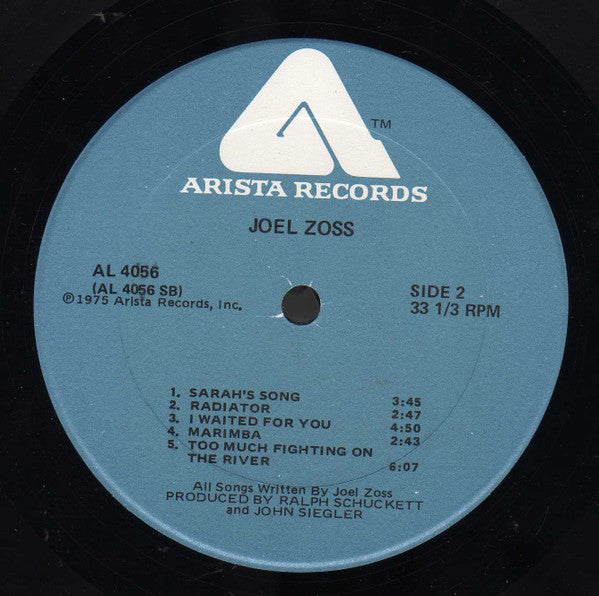 TM
ARISTA RECORDS
JOEL ZOSS
AL 4056
(AL 4056 SB)
℗1975 Arista Records, Inc.
SIDE 2
33 1/3 RPM
1. SARAH'S SONG 3:45
2. RADIATOR 2:47
3. I WAITED FOR YOU 4:50
4. MARIMBA 2:43
5. TOO MUCH FIGHTING ON
THE RIVER 6:07
All Songs Written By Joel Zoss
PRODUCED BY RALPH SCHUCKETT
and JOHN SIEGLER